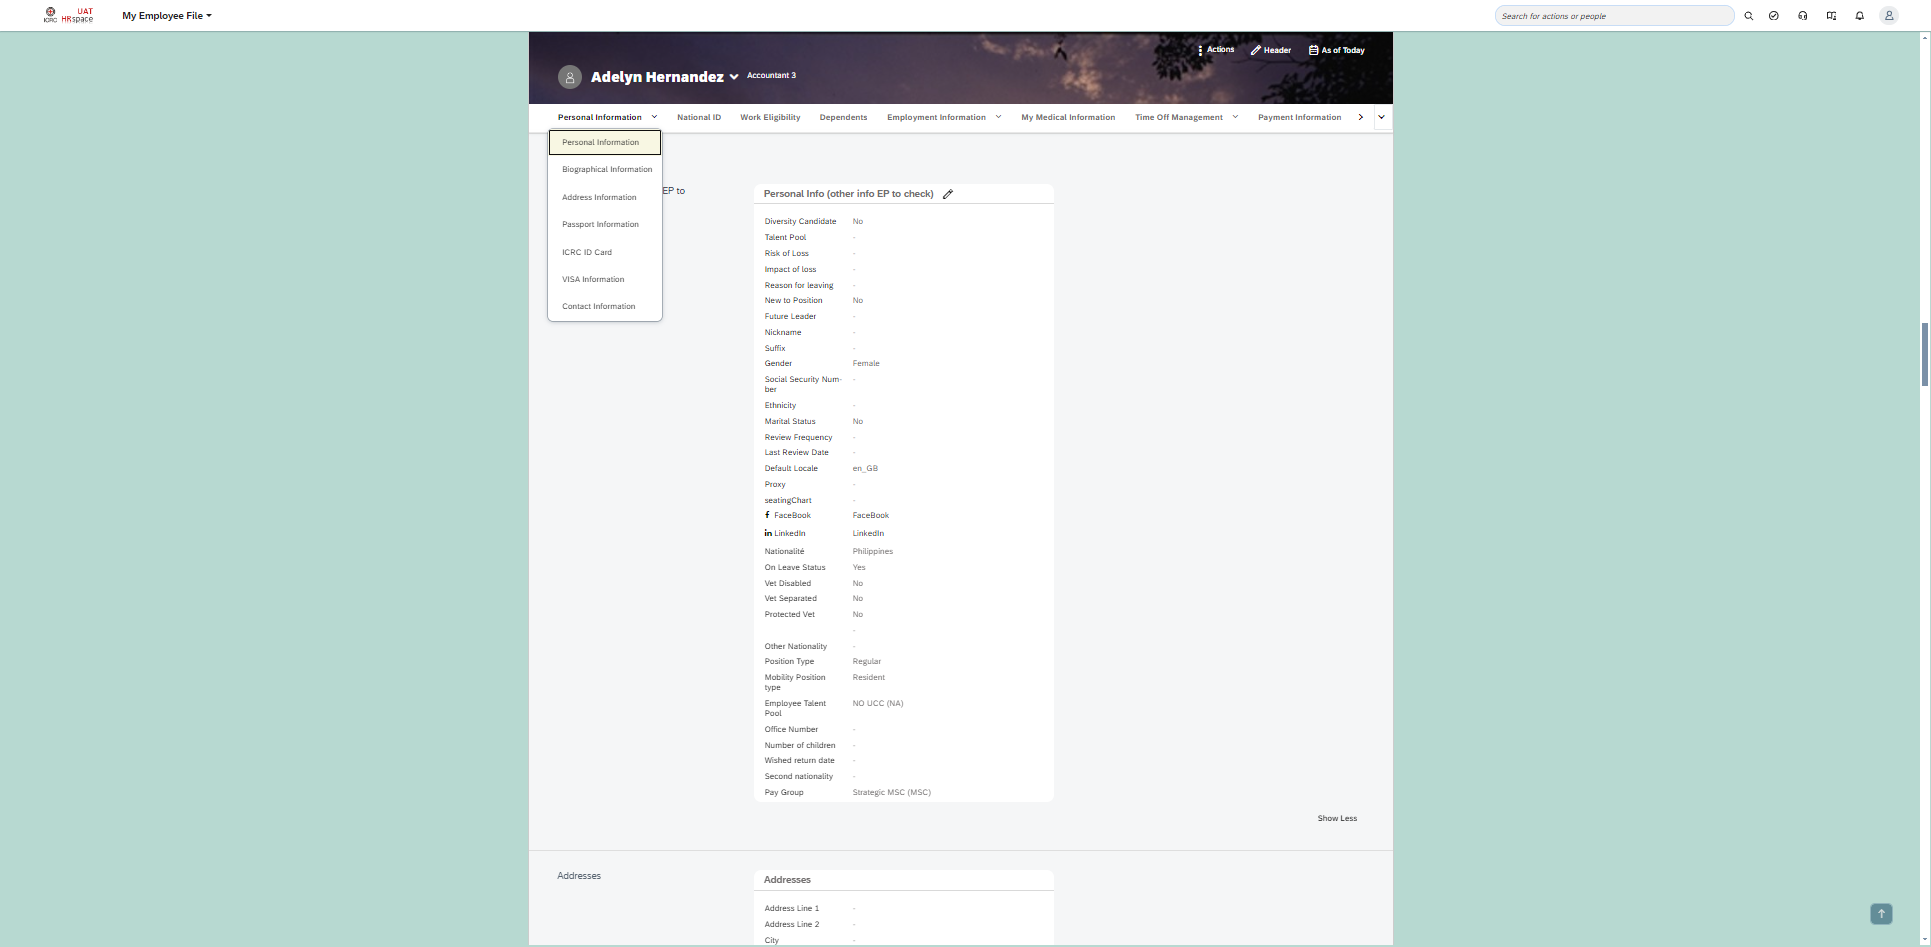 ICRC
UAT
HRspace
My Employee File
Search for actions or people
Actions
Header
As of Today
Adelyn Hernandez
Accountant 3
Personal Information
National ID
Work Eligibility
Dependents
Employment Information
My Medical Information
Time Off Management
Payment Information
Personal Information
Biographical Information
Address Information
Passport Information
ICRC ID Card
VISA Information
Contact Information
EP to
Personal Info (other info EP to check)
Diversity Candidate No
Talent Pool -
Risk of Loss -
Impact of loss -
Reason for leaving -
New to Position No
Future Leader -
Nickname -
Suffix -
Gender Female
Social Security Num- -
ber
Ethnicity -
Marital Status No
Review Frequency -
Last Review Date -
Default Locale en_GB
Proxy -
seatingChart -
FaceBook FaceBook
LinkedIn LinkedIn
Nationalité Philippines
On Leave Status Yes
Vet Disabled No
Vet Separated No
Protected Vet No
-
Other Nationality -
Position Type Regular
Mobility Position Resident
type
Employee Talent NO UCC (NA)
Pool
Office Number -
Number of children -
Wished return date -
Second nationality -
Pay Group Strategic MSC (MSC)
Show Less
Addresses
Addresses
Address Line 1 -
Address Line 2 -
City -